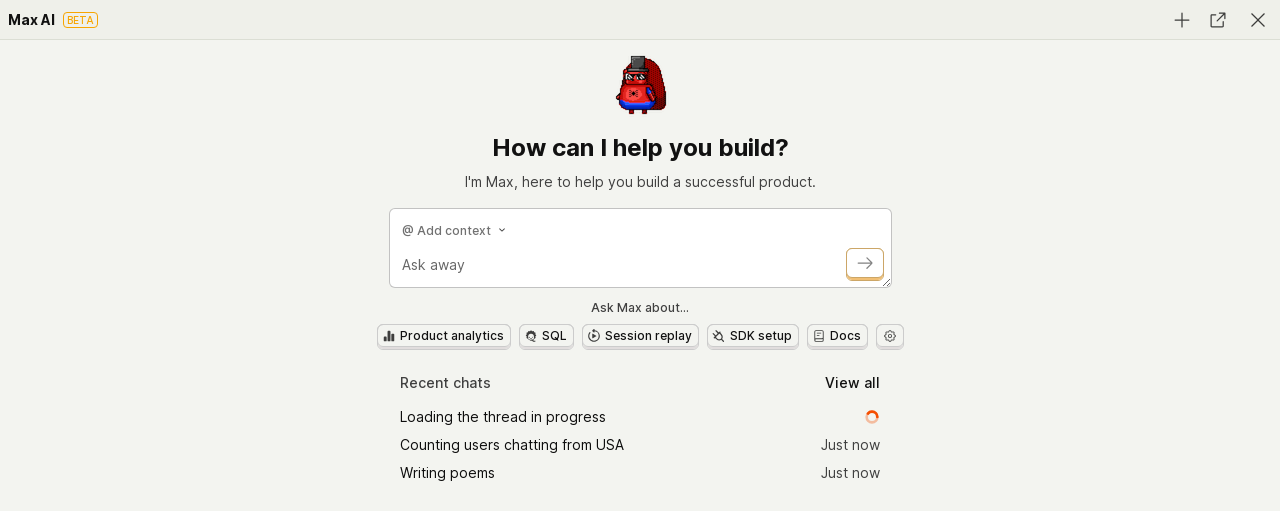 Max AI BETA
How can I help you build?
I'm Max, here to help you build a successful product.
@ Add context
Ask away
Ask Max about...
Product analytics SQL Session replay SDK setup Docs
Recent chats View all
Loading the thread in progress
Counting users chatting from USA Just now
Writing poems Just now